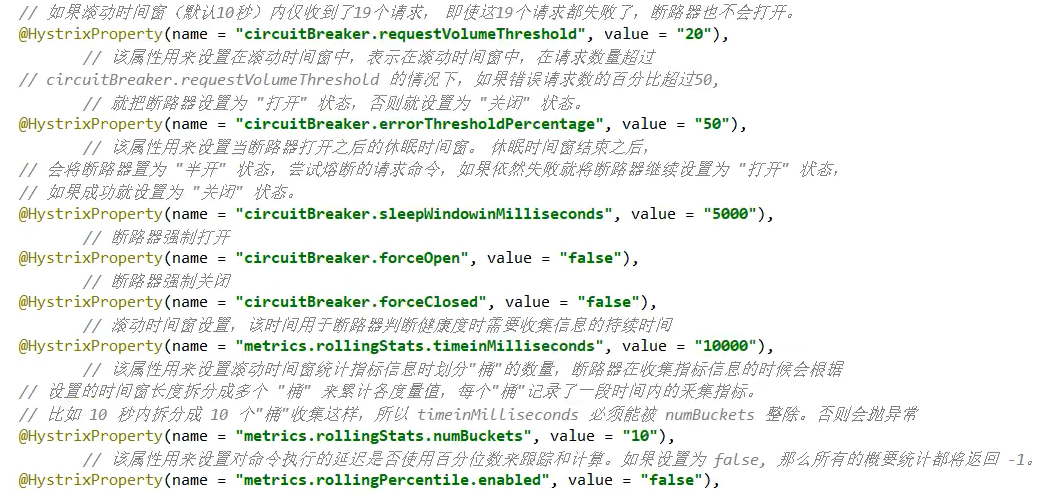 // 如果滚动时间窗（默认10秒）内仅收到了19个请求， 即使这19个请求都失败了，断路器也不会打开。
@HystrixProperty(name = "circuitBreaker.requestVolumeThreshold", value = "20"),
// 该属性用来设置在滚动时间窗中，表示在滚动时间窗中，在请求数量超过
// circuitBreaker.requestVolumeThreshold 的情况下，如果错误请求数的百分比超过50,
// 就把断路器设置为 "打开" 状态，否则就设置为 "关闭" 状态。
@HystrixProperty(name = "circuitBreaker.errorThresholdPercentage", value = "50"),
// 该属性用来设置当断路器打开之后的休眠时间窗。 休眠时间窗结束之后，
// 会将断路器置为 "半开" 状态，尝试熔断的请求命令，如果依然失败就将断路器继续设置为 "打开" 状态，
// 如果成功就设置为 "关闭" 状态。
@HystrixProperty(name = "circuitBreaker.sleepWindowinMilliseconds", value = "5000"),
// 断路器强制打开
@HystrixProperty(name = "circuitBreaker.forceOpen", value = "false"),
// 断路器强制关闭
@HystrixProperty(name = "circuitBreaker.forceClosed", value = "false"),
// 滚动时间窗设置，该时间用于断路器判断健康度时需要收集信息的持续时间
@HystrixProperty(name = "metrics.rollingStats.timeinMilliseconds", value = "10000"),
// 该属性用来设置滚动时间窗统计指标信息时划分"桶"的数量，断路器在收集指标信息的时候会根据
// 设置的时间窗长度拆分成多个 "桶" 来累计各度量值，每个"桶"记录了一段时间内的采集指标。
// 比如 10 秒内拆分成 10 个"桶"收集这样，所以 timeinMilliseconds 必须能被 numBuckets 整除。否则会抛异常
@HystrixProperty(name = "metrics.rollingStats.numBuckets", value = "10"),
// 该属性用来设置对命令执行的延迟是否使用百分位数来跟踪和计算。如果设置为 false, 那么所有的概要统计都将返回 -1。
@HystrixProperty(name = "metrics.rollingPercentile.enabled", value = "false"),